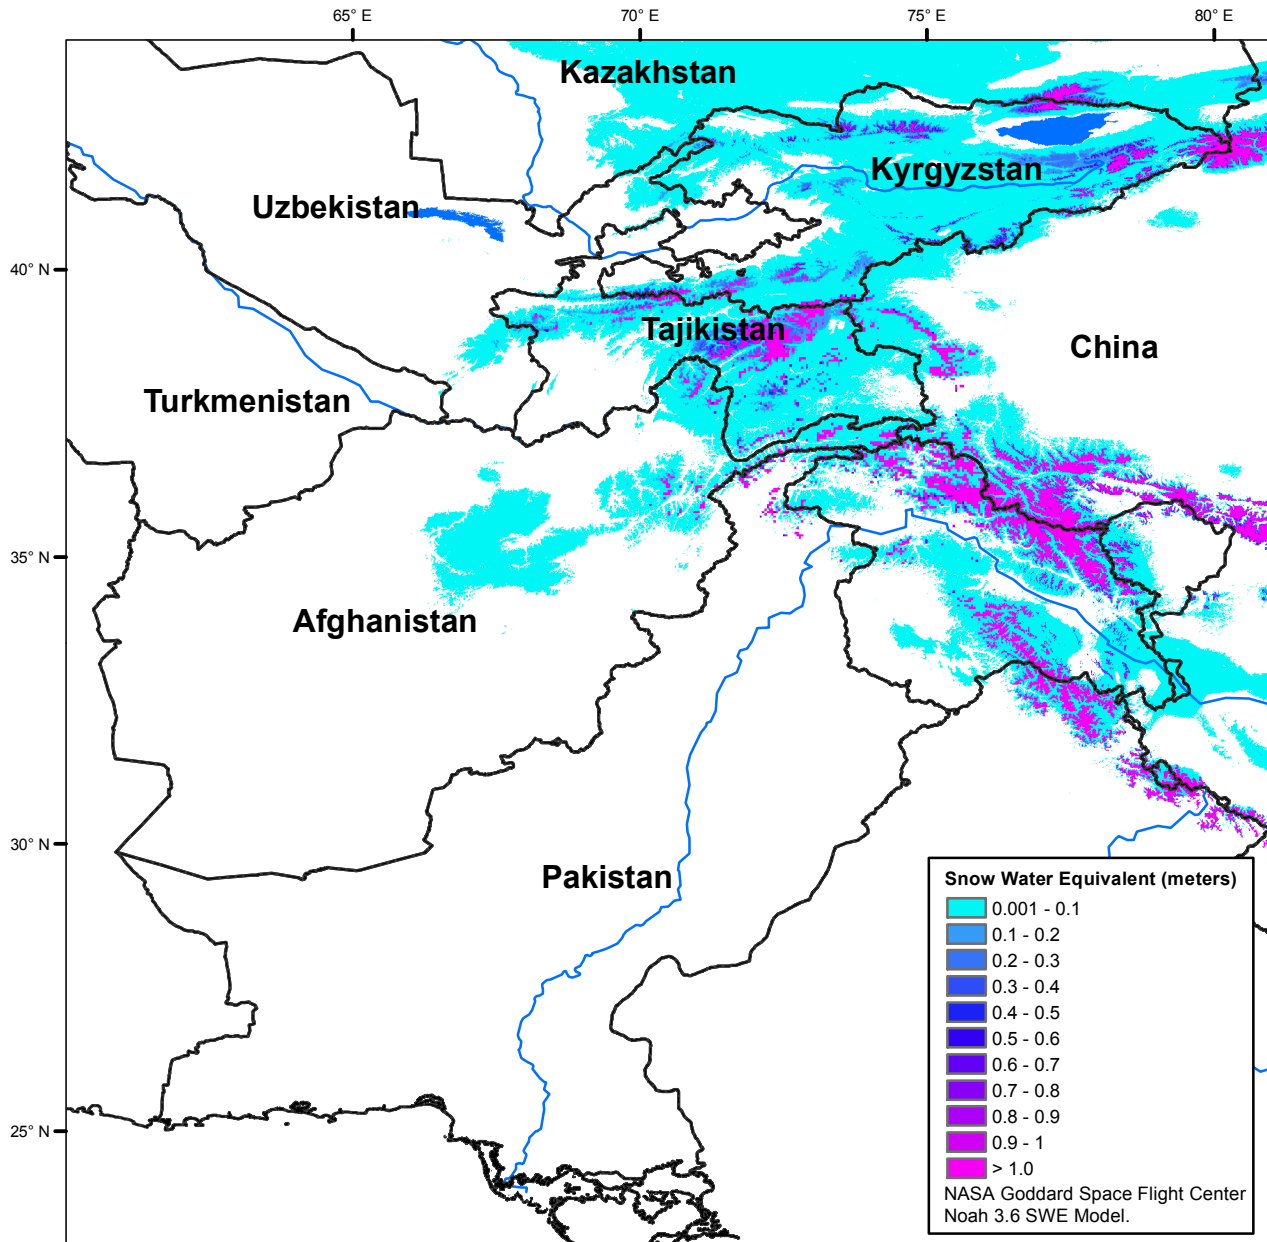 65° E
70° E
75° E
80° E
Kazakhstan
Kyrgyzstan
Uzbekistan
40° N
Tajikistan
China
Turkmenistan
35° N
Afghanistan
30° N
Pakistan
25° N
Snow Water Equivalent (meters)
0.001 - 0.1
0.1 - 0.2
0.2 - 0.3
0.3 - 0.4
0.4 - 0.5
0.5 - 0.6
0.6 - 0.7
0.7 - 0.8
0.8 - 0.9
0.9 - 1
> 1.0
NASA Goddard Space Flight Center
Noah 3.6 SWE Model.